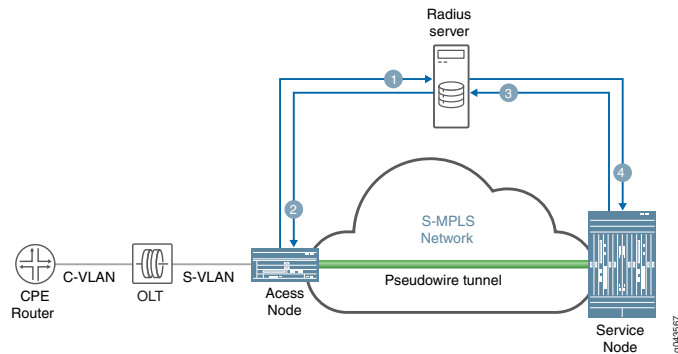 Radius
server
1
3
2
4
S-MPLS
Network
C-VLAN
S-VLAN
Pseudowire tunnel
CPE
Router
OLT
Acess
Node
Service
Node
g043567